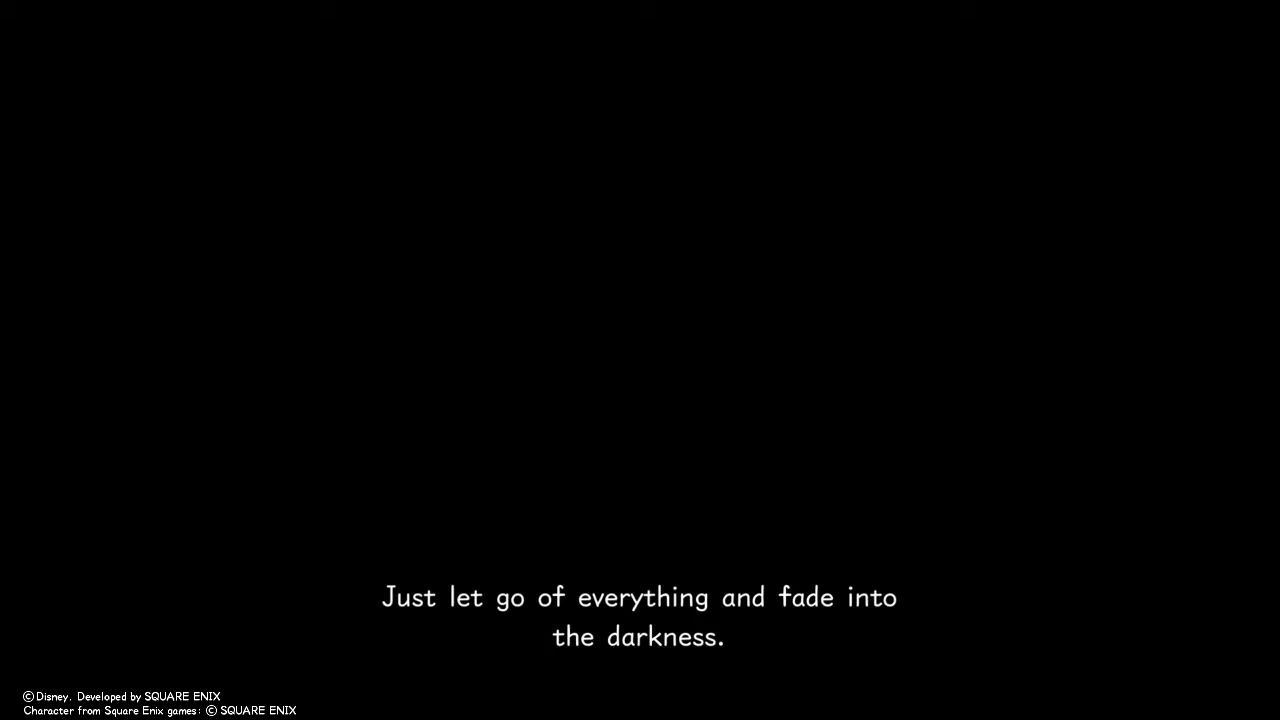 Just let go of everything and fade into
the darkness.
©Disney. Developed by SQUARE ENIX
Character from Square Enix games: © SQUARE ENIX